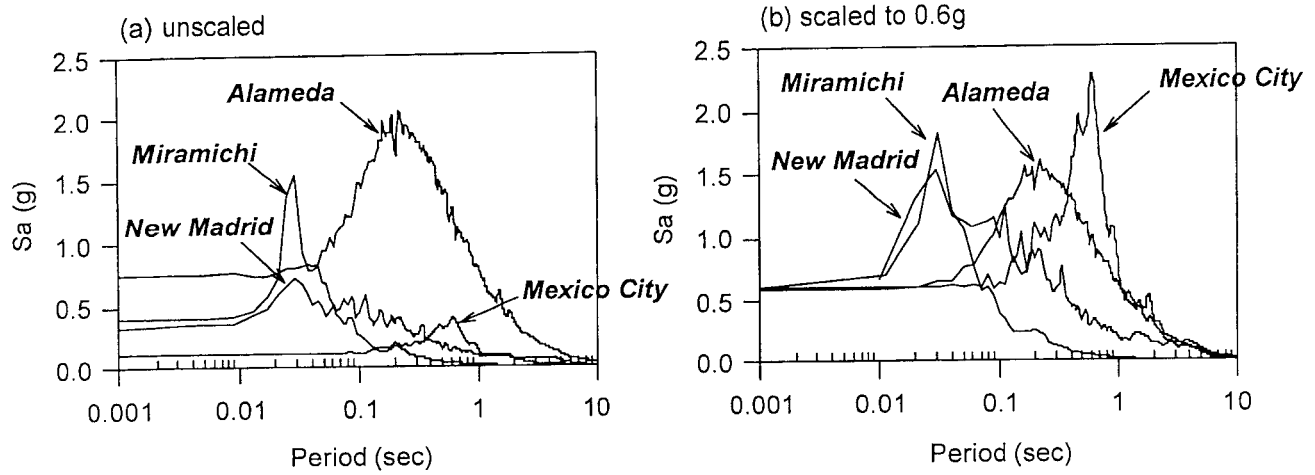 (a) unscaled
2.5
2.0
1.5
1.0
0.5
0.0
Sa (g)
Alameda
Miramichi
New Madrid
Mexico City
0.001 0.01 0.1 1 10
Period (sec)
(b) scaled to 0.6g
2.5
2.0
1.5
1.0
0.5
0.0
Sa (g)
Miramichi
Alameda
Mexico City
New Madrid
0.001 0.01 0.1 1 10
Period (sec)